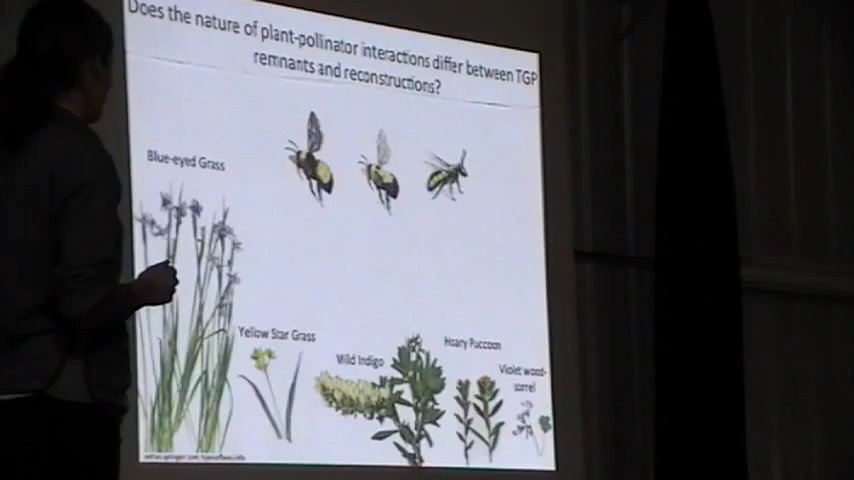 Does the nature of plant-pollinator interactions differ between TGP
remnants and reconstructions?
Blue-eyed Grass
Yellow Star Grass
Wild Indigo
Hoary Puccoon
Violet wood-
sorrel